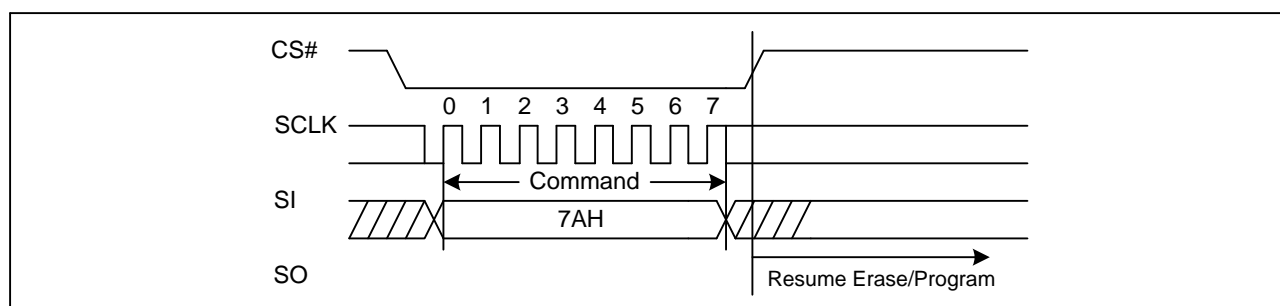 CS#
0 1 2 3 4 5 6 7
SCLK
Command
SI
7AH
SO
Resume Erase/Program